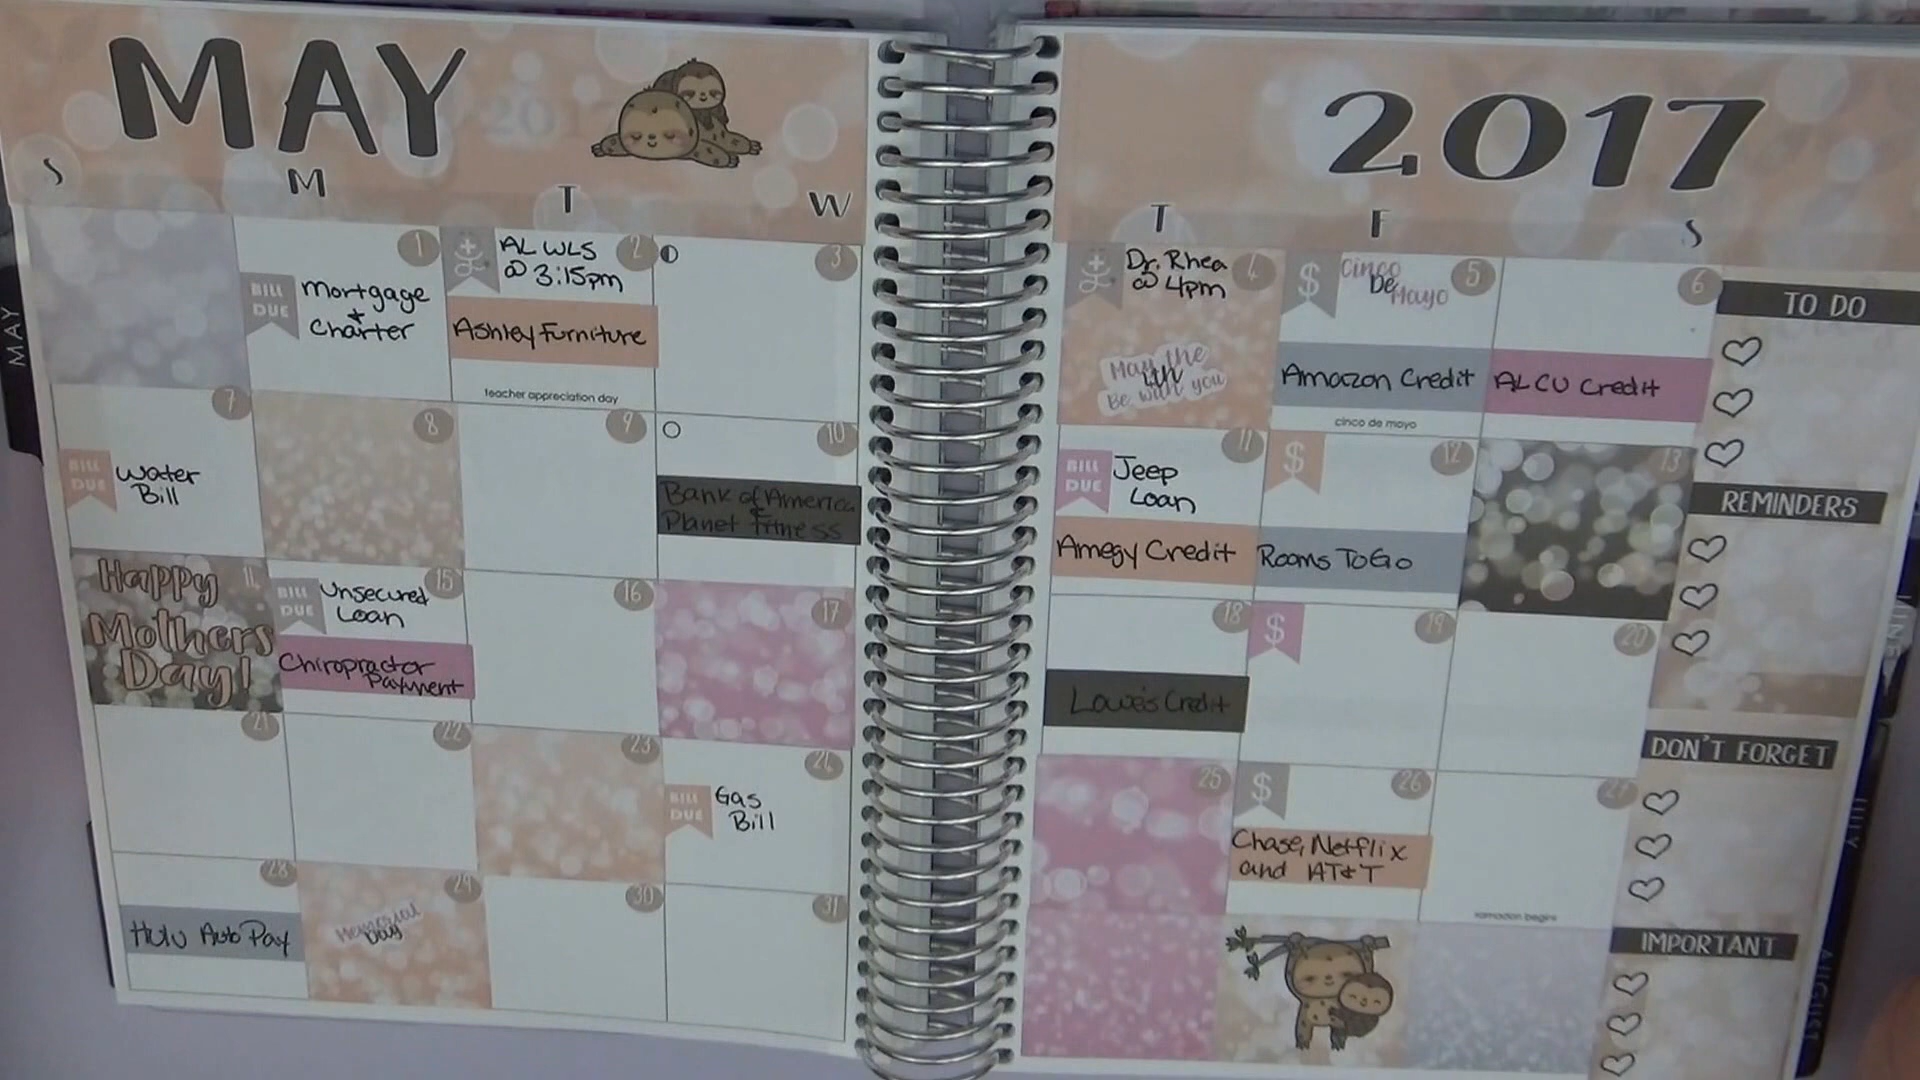 MAY
2017
S
M
T
W
T
F
S
1
BILL
DUE
Mortgage
+
Charter
2
AL WLS
@ 3:15pm
Ashley Furniture
teacher appreciation day
3
4
Dr. Rhea
@ 4pm
May the
4th
Be with you
5
$
Cinco
De
Mayo
Amazon Credit
cinco de mayo
6
ALCU Credit
7
BILL
DUE
Water
Bill
8
9
10
Bank of America
Planet Fitness
11
BILL
DUE
Jeep
Loan
Amegy Credit
12
$
Rooms To Go
13
14
Happy
Mothers
Day!
15
BILL
DUE
Unsecured
Loan
Chiropractor
Payment
16
17
18
Lowe's Credit
19
$
20
21
22
23
24
BILL
DUE
Gas
Bill
25
26
$
Chase, Netflix
and AT&T
27
ramadan begins
28
Hulu Auto Pay
29
Memorial
Day
30
31
TO DO
REMINDERS
DON'T FORGET
IMPORTANT
MAY
JUNE
JULY
AUGUST